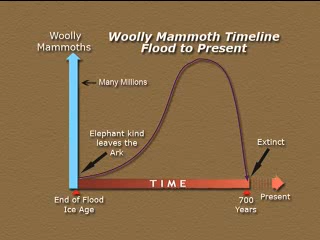 Woolly
Mammoths
Woolly Mammoth Timeline
Flood to Present
Many Millions
Elephant kind
leaves the
Ark
Extinct
TIME
End of Flood
Ice Age
700
Years
Present